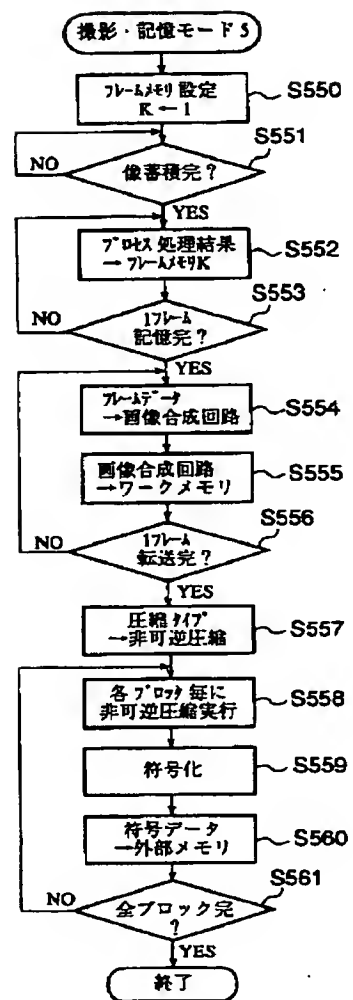 撮影・記憶モード5
フレームメモリ設定
K ← 1
S550
S551
像蓄積完?
NO
YES
プロセス処理結果
→フレームメモリK
S552
S553
1フレーム
記憶完?
NO
YES
フレームデータ
→画像合成回路
S554
画像合成回路
→ワークメモリ
S555
S556
1フレーム
転送完?
NO
YES
圧縮タイプ
→非可逆圧縮
S557
各ブロック毎に
非可逆圧縮実行
S558
符号化
S559
符号データ
→外部メモリ
S560
S561
全ブロック完
?
NO
YES
終了